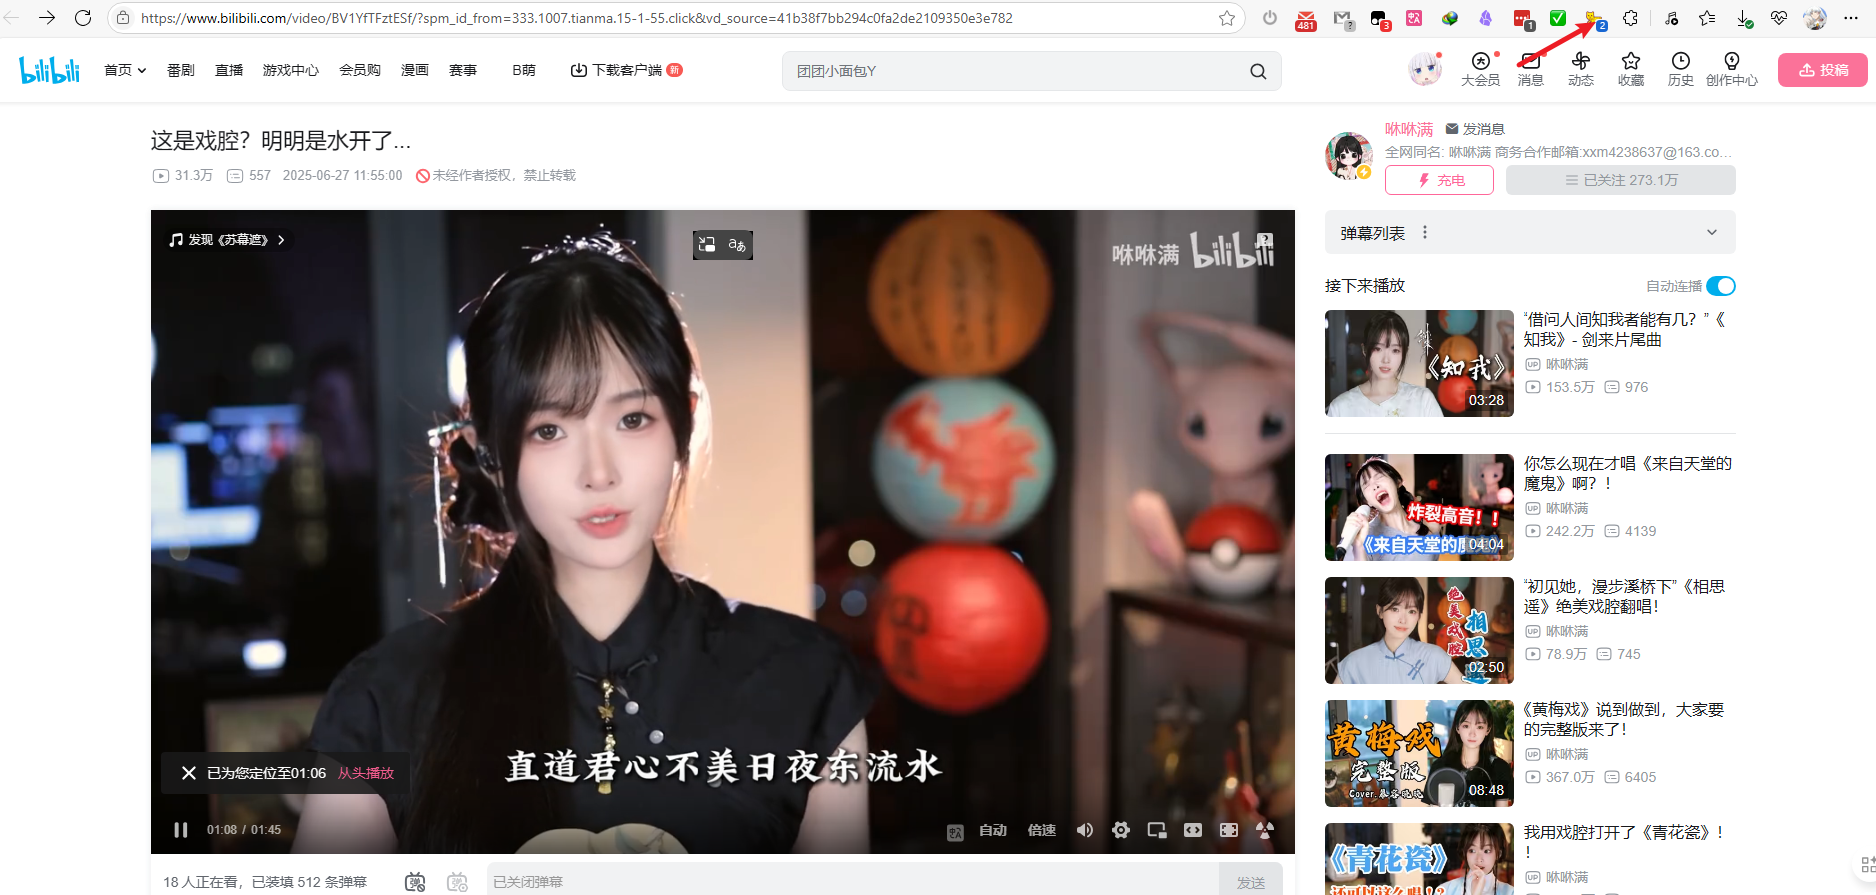 https://www.bilibili.com/video/BV1YfTFztESf/?spm_id_from=333.1007.tianma.15-1-55.click&vd_source=41b38f7bb294c0fa2de2109350e3e782
481
?
3
1
2
bilibili
首页
番剧
直播
游戏中心
会员购
漫画
赛事
B萌
下载客户端
新
团团小面包Y
大会员
消息
动态
收藏
历史
创作中心
投稿
这是戏腔？明明是水开了...
31.3万
557
2025-06-27 11:55:00
未经作者授权，禁止转载
咻咻满
发消息
全网同名: 咻咻满 商务合作邮箱:xxm4238637@163.co...
充电
已关注 273.1万
发现《苏幕遮》
咻咻满 bilibili
直道君心不美日夜东流水
已为您定位至01:06
从头播放
01:08 / 01:45
自动
倍速
18 人正在看，已装填 512 条弹幕
已关闭弹幕
发送
弹幕列表
接下来播放
自动连播
《知我》
03:28
“借问人间知我者能有几？”《
知我》- 剑来片尾曲
咻咻满
153.5万
976
炸裂高音！！
04:04
你怎么现在才唱《来自天堂的
魔鬼》啊？！
咻咻满
242.2万
4139
绝美戏腔
相思遥
02:50
“初见她，漫步溪桥下”《相思
遥》绝美戏腔翻唱！
咻咻满
78.9万
745
黄梅戏
完整版
08:48
《黄梅戏》说到做到，大家要
的完整版来了！
咻咻满
367.0万
6405
《青花瓷》
我用戏腔打开了《青花瓷》！
！
咻咻满